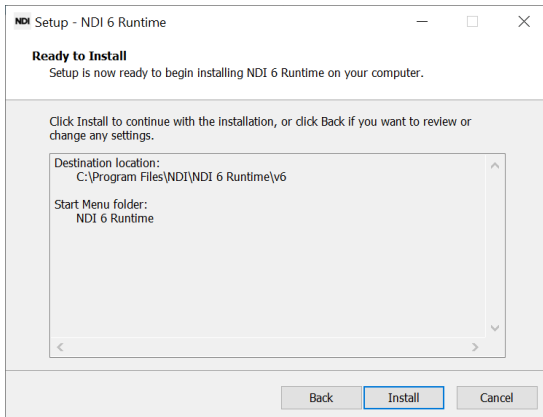 NDI Setup - NDI 6 Runtime
Ready to Install
Setup is now ready to begin installing NDI 6 Runtime on your computer.
Click Install to continue with the installation, or click Back if you want to review or
change any settings.
Destination location:
C:\Program Files\NDI\NDI 6 Runtime\v6
Start Menu folder:
NDI 6 Runtime
Back Install Cancel